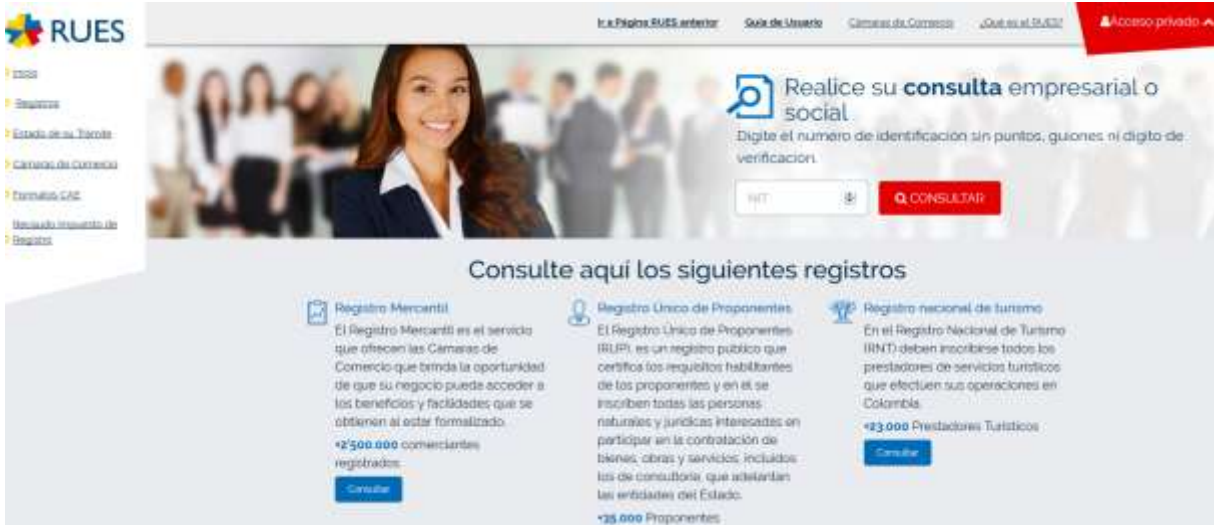 RUES
Ir a Página RUES anterior
Guía de Usuario
Cámaras de Comercio
¿Qué es el RUES?
Acceso privado
Inicio
Registros
Estado de su Trámite
Cámaras de Comercio
Formatos CAE
Recaudo Impuesto de
Registro
Realice su consulta empresarial o
social
Digite el número de identificación sin puntos, guiones ni dígito de
verificación.
NIT
CONSULTAR
Consulte aquí los siguientes registros
Registro Mercantil
El Registro Mercantil es el servicio
que ofrecen las Cámaras de
Comercio que brinda la oportunidad
de que su negocio pueda acceder a
los beneficios y facilidades que se
obtienen al estar formalizado.
+2'500.000 comerciantes
registrados
Consultar
Registro Único de Proponentes
El Registro Único de Proponentes
(RUP), es un registro público que
certifica los requisitos habilitantes
de los proponentes y en el se
inscriben todas las personas
naturales y jurídicas interesadas en
participar en la contratación de
bienes, obras y servicios, incluidos
los de consultoría, que adelantan
las entidades del Estado.
+35.000 Proponentes
Registro nacional de turismo
En el Registro Nacional de Turismo
(RNT) deben inscribirse todos los
prestadores de servicios turísticos
que efectúen sus operaciones en
Colombia.
+23.000 Prestadores Turísticos
Consultar